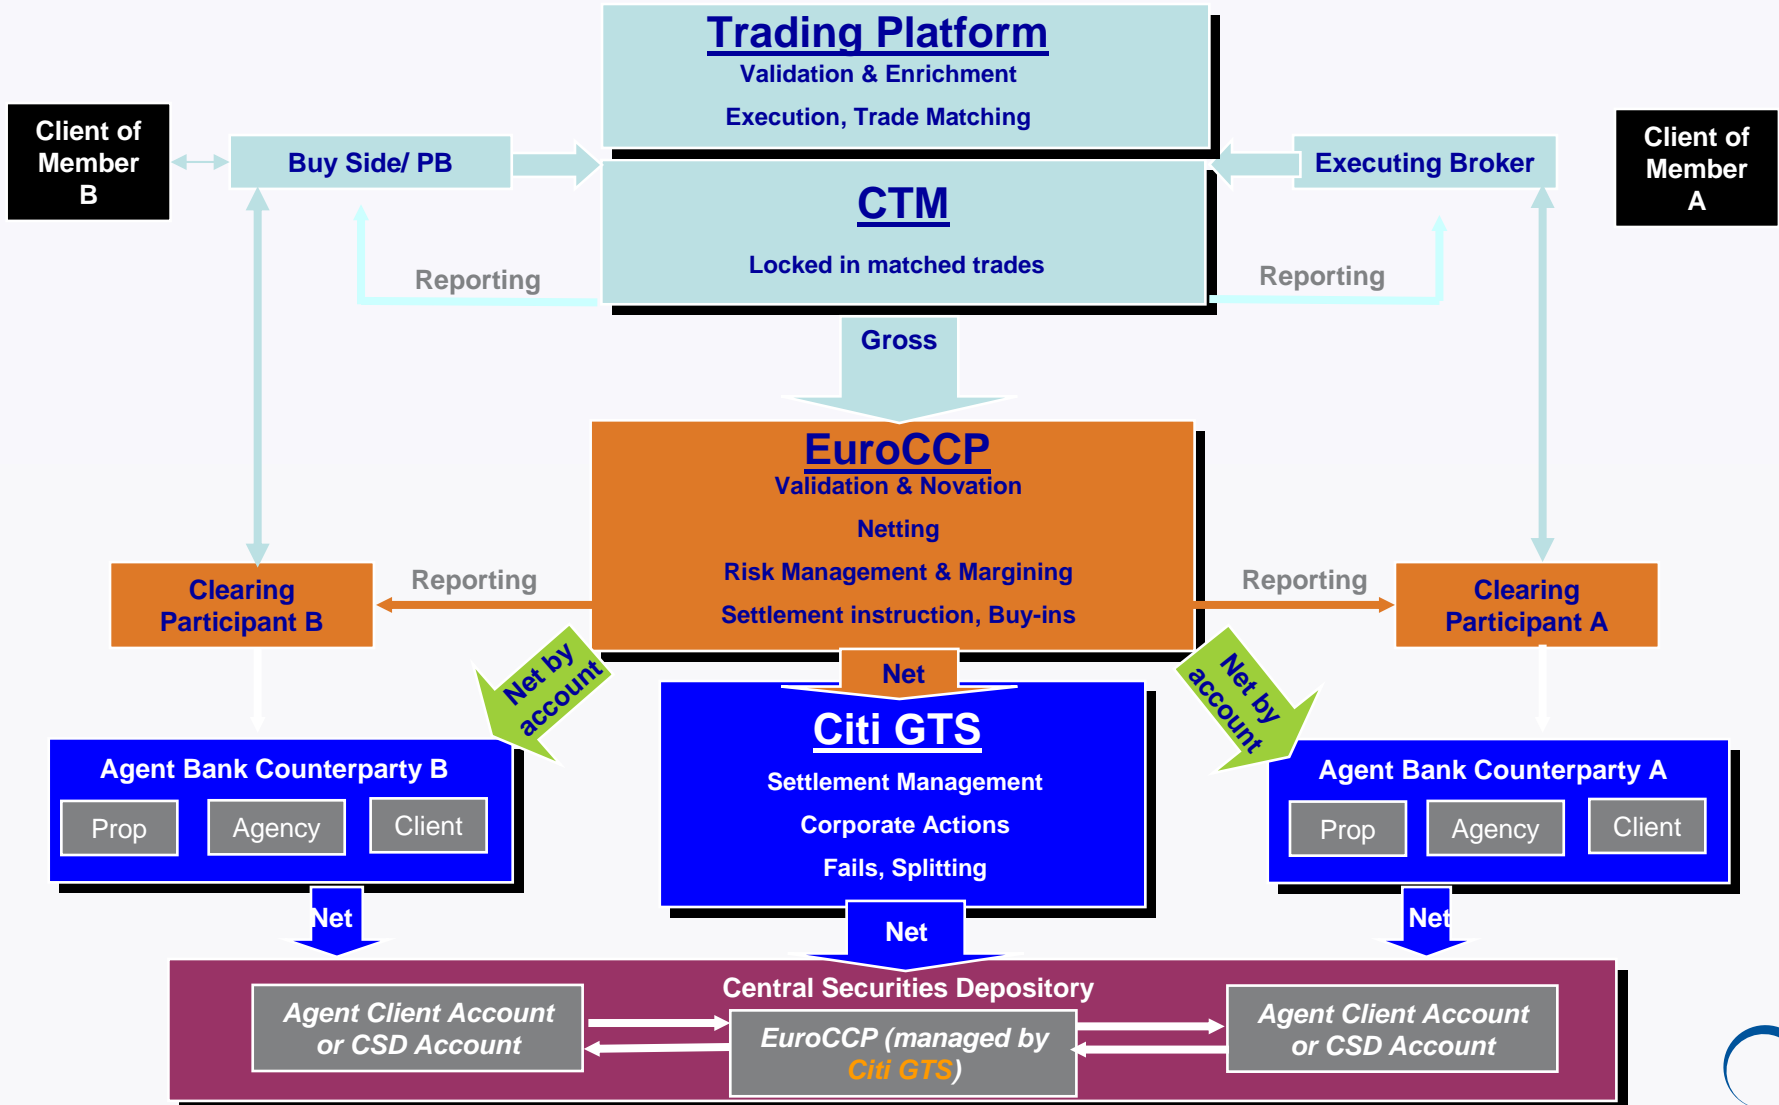 Trading Platform
Validation & Enrichment
Execution, Trade Matching
Client of
Member
B
Buy Side/ PB
Executing Broker
Client of
Member
A
CTM
Locked in matched trades
Reporting
Reporting
Gross
EuroCCP
Validation & Novation
Netting
Risk Management & Margining
Settlement instruction, Buy-ins
Clearing
Participant B
Reporting
Reporting
Clearing
Participant A
Net by
account
Net
Net by
account
Agent Bank Counterparty B
Prop
Agency
Client
Citi GTS
Settlement Management
Corporate Actions
Fails, Splitting
Agent Bank Counterparty A
Prop
Agency
Client
Net
Net
Net
Central Securities Depository
Agent Client Account
or CSD Account
EuroCCP (managed by
Citi GTS)
Agent Client Account
or CSD Account